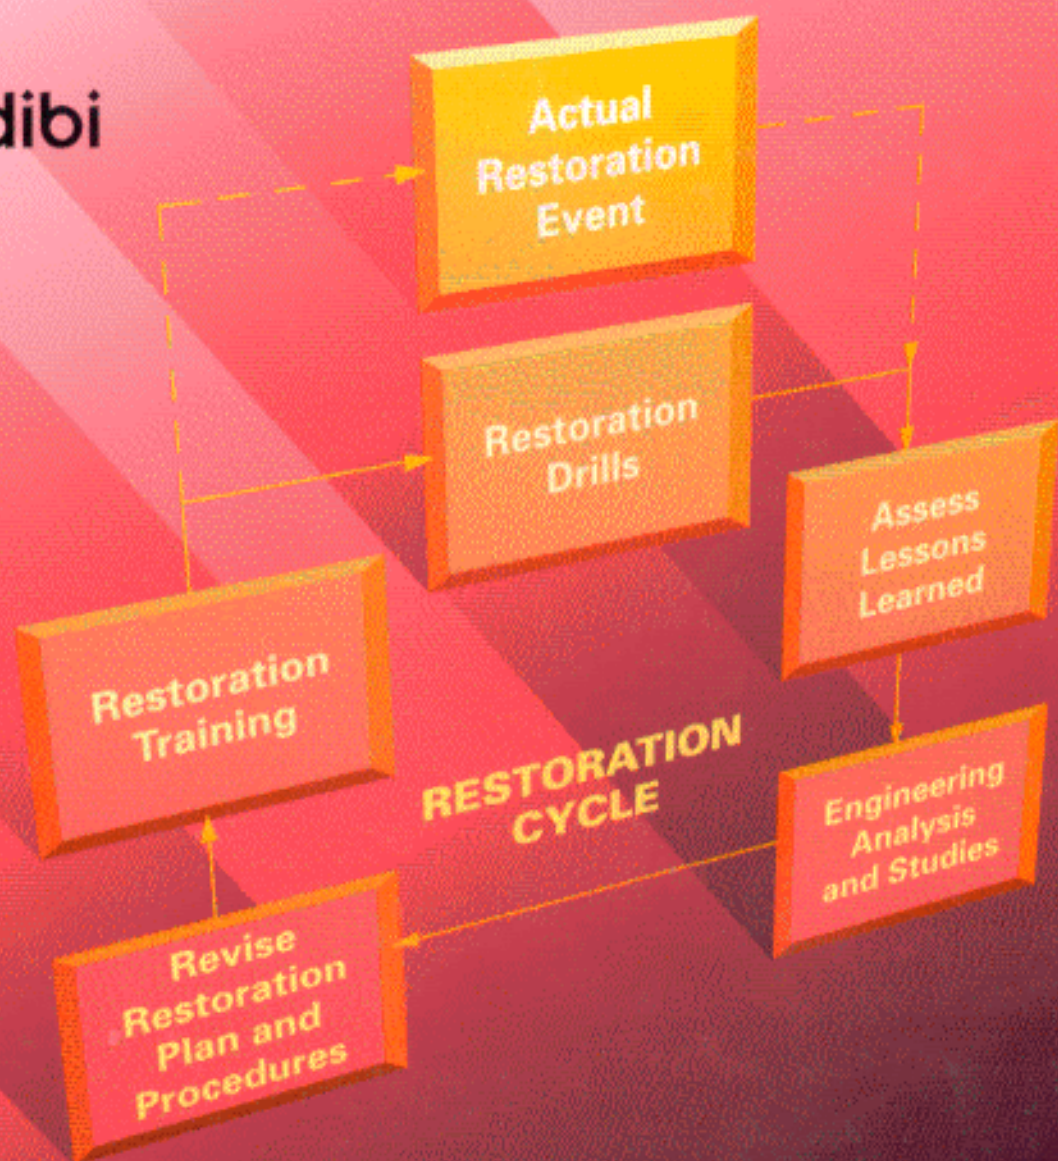 dibi
Actual
Restoration
Event
Restoration
Drills
Assess
Lessons
Learned
Restoration
Training
RESTORATION
CYCLE
Engineering
Analysis
and Studies
Revise
Restoration
Plan and
Procedures